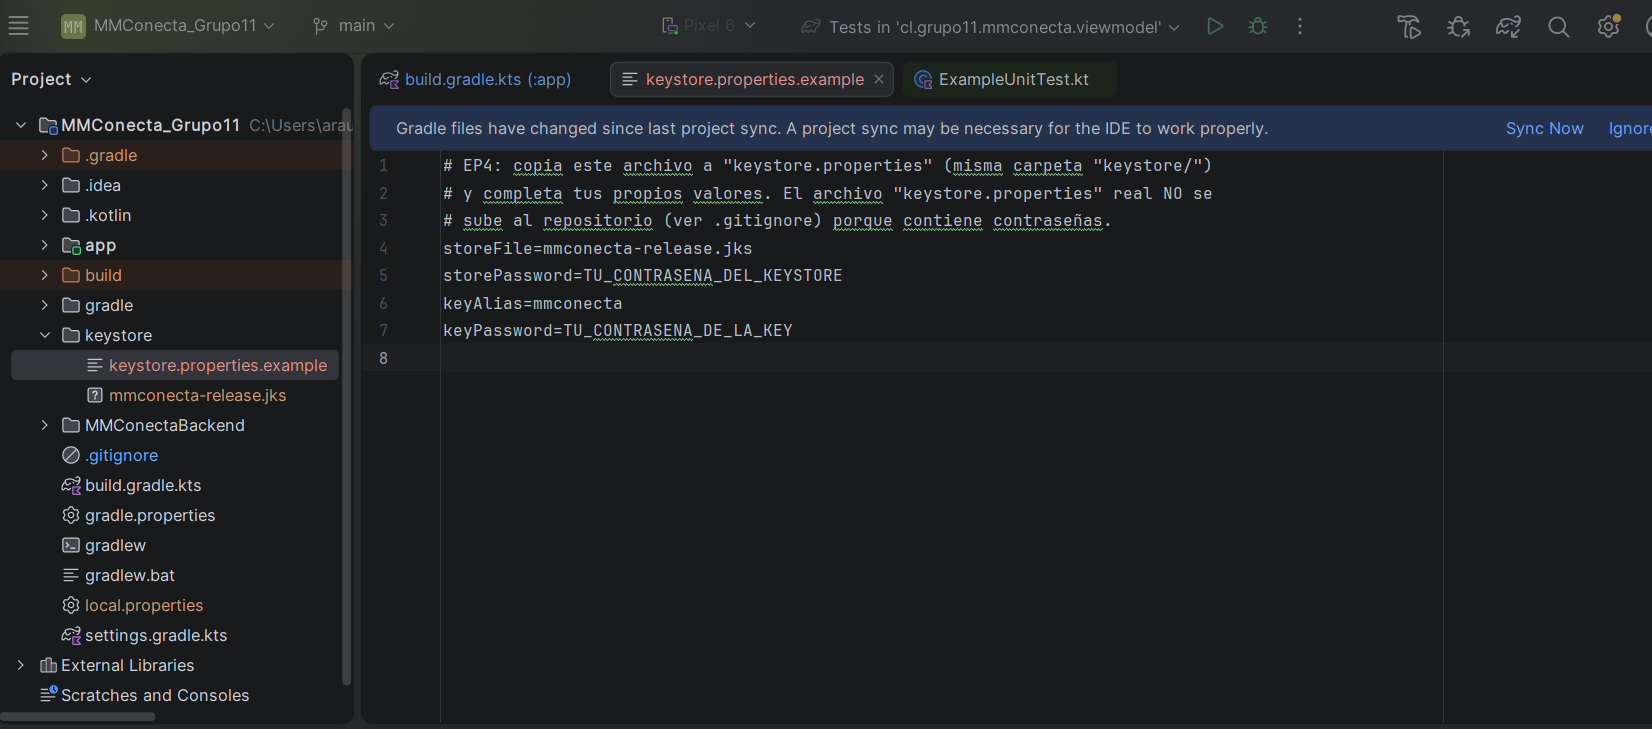 MM MMConecta_Grupo11 main Pixel 6 Tests in 'cl.grupo11.mmconecta.viewmodel'
Project
build.gradle.kts (:app) keystore.properties.example ExampleUnitTest.kt
Gradle files have changed since last project sync. A project sync may be necessary for the IDE to work properly. Sync Now Ignore
MMConecta_Grupo11 C:\Users\arau
.gradle
.idea
.kotlin
app
build
gradle
keystore
keystore.properties.example
mmconecta-release.jks
MMConectaBackend
.gitignore
build.gradle.kts
gradle.properties
gradlew
gradlew.bat
local.properties
settings.gradle.kts
External Libraries
Scratches and Consoles
1 # EP4: copia este archivo a "keystore.properties" (misma carpeta "keystore/")
2 # y completa tus propios valores. El archivo "keystore.properties" real NO se
3 # sube al repositorio (ver .gitignore) porque contiene contraseñas.
4 storeFile=mmconecta-release.jks
5 storePassword=TU_CONTRASENA_DEL_KEYSTORE
6 keyAlias=mmconecta
7 keyPassword=TU_CONTRASENA_DE_LA_KEY
8